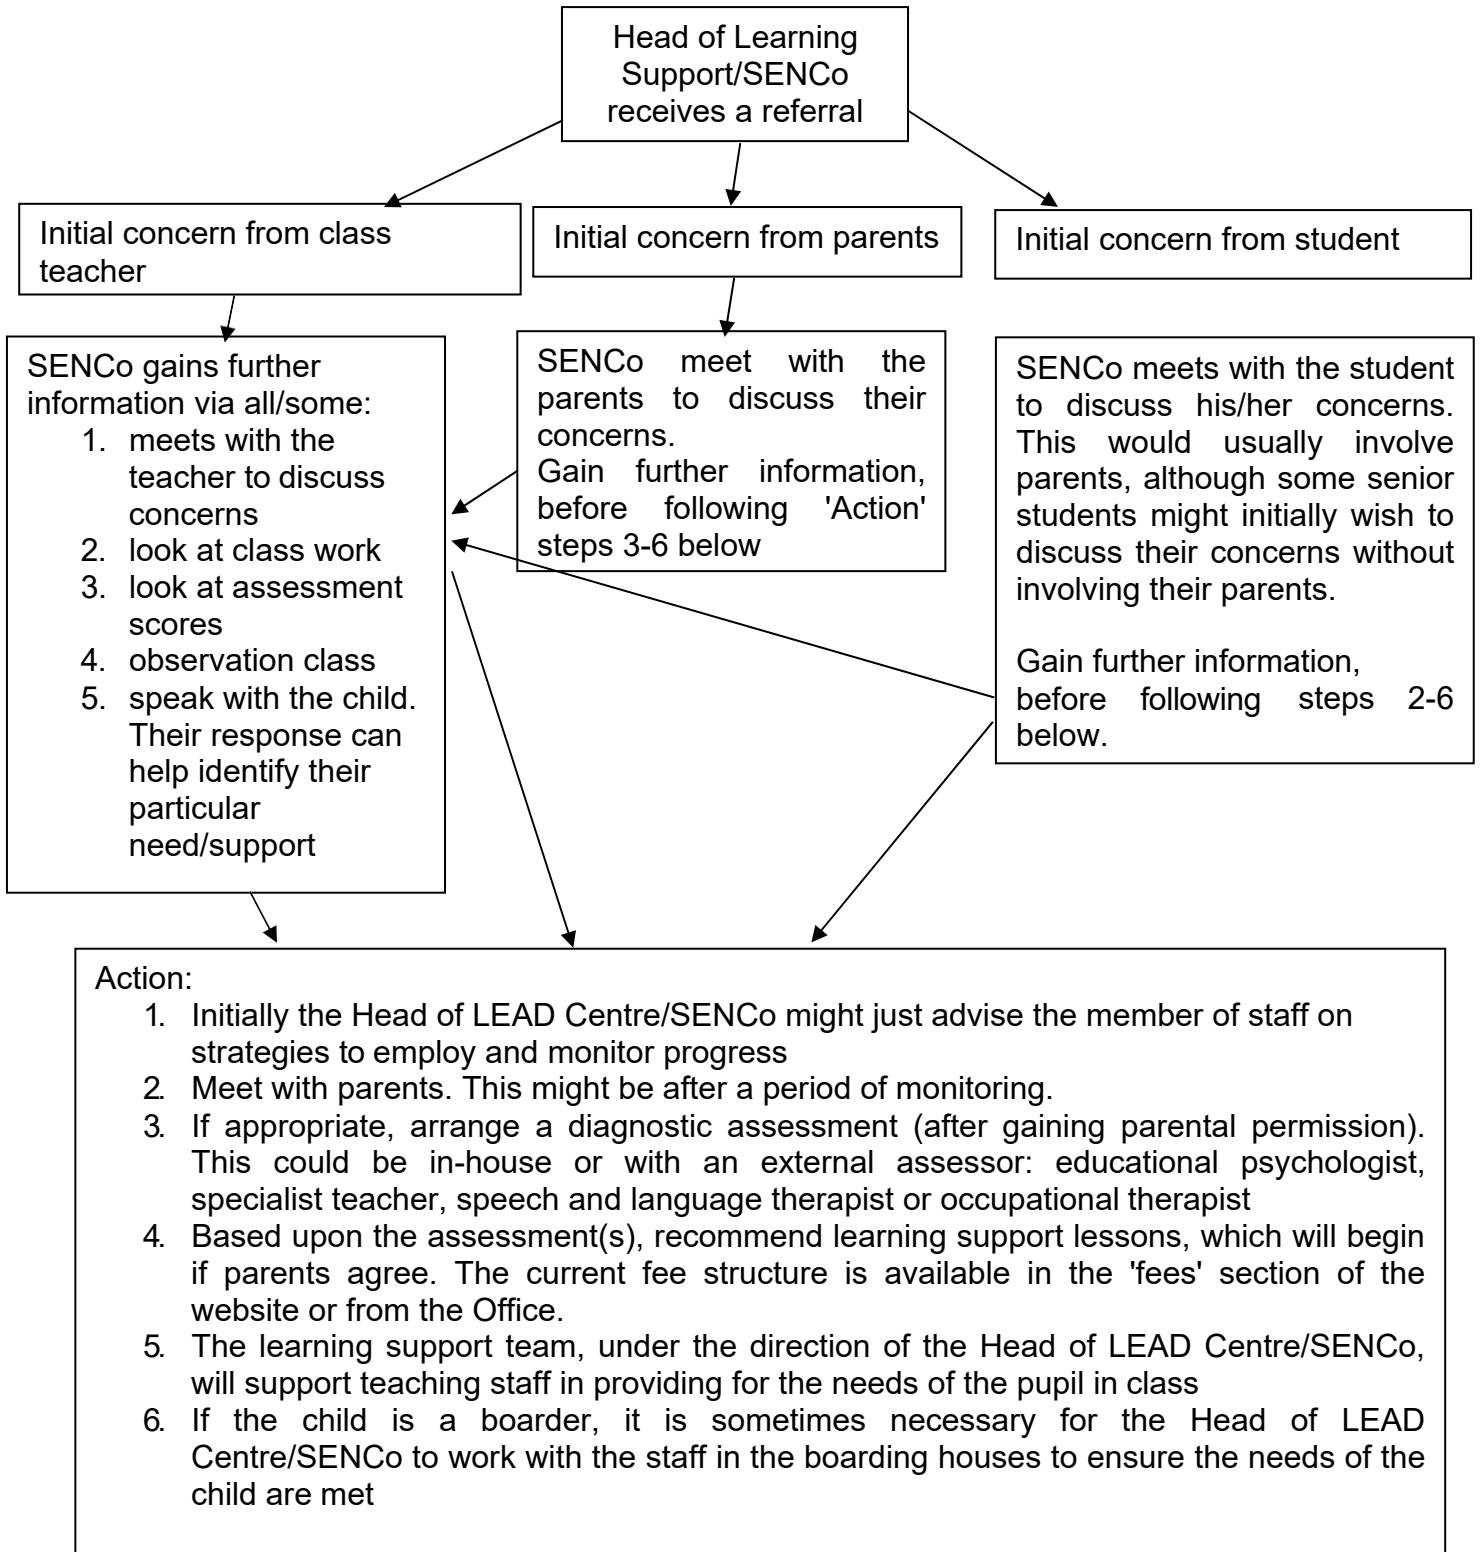 Head of Learning
Support/SENCo
receives a referral
Initial concern from class
teacher
Initial concern from parents
Initial concern from student
SENCo gains further
information via all/some:
1. meets with the
teacher to discuss
concerns
2. look at class work
3. look at assessment
scores
4. observation class
5. speak with the child.
Their response can
help identify their
particular
need/support
SENCo meet with the
parents to discuss their
concerns.
Gain further information,
before following 'Action'
steps 3-6 below
SENCo meets with the student
to discuss his/her concerns.
This would usually involve
parents, although some senior
students might initially wish to
discuss their concerns without
involving their parents.
Gain further information,
before following steps 2-6
below.
Action:
1. Initially the Head of LEAD Centre/SENCo might just advise the member of staff on
strategies to employ and monitor progress
2. Meet with parents. This might be after a period of monitoring.
3. If appropriate, arrange a diagnostic assessment (after gaining parental permission).
This could be in-house or with an external assessor: educational psychologist,
specialist teacher, speech and language therapist or occupational therapist
4. Based upon the assessment(s), recommend learning support lessons, which will begin
if parents agree. The current fee structure is available in the 'fees' section of the
website or from the Office.
5. The learning support team, under the direction of the Head of LEAD Centre/SENCo,
will support teaching staff in providing for the needs of the pupil in class
6. If the child is a boarder, it is sometimes necessary for the Head of LEAD
Centre/SENCo to work with the staff in the boarding houses to ensure the needs of the
child are met